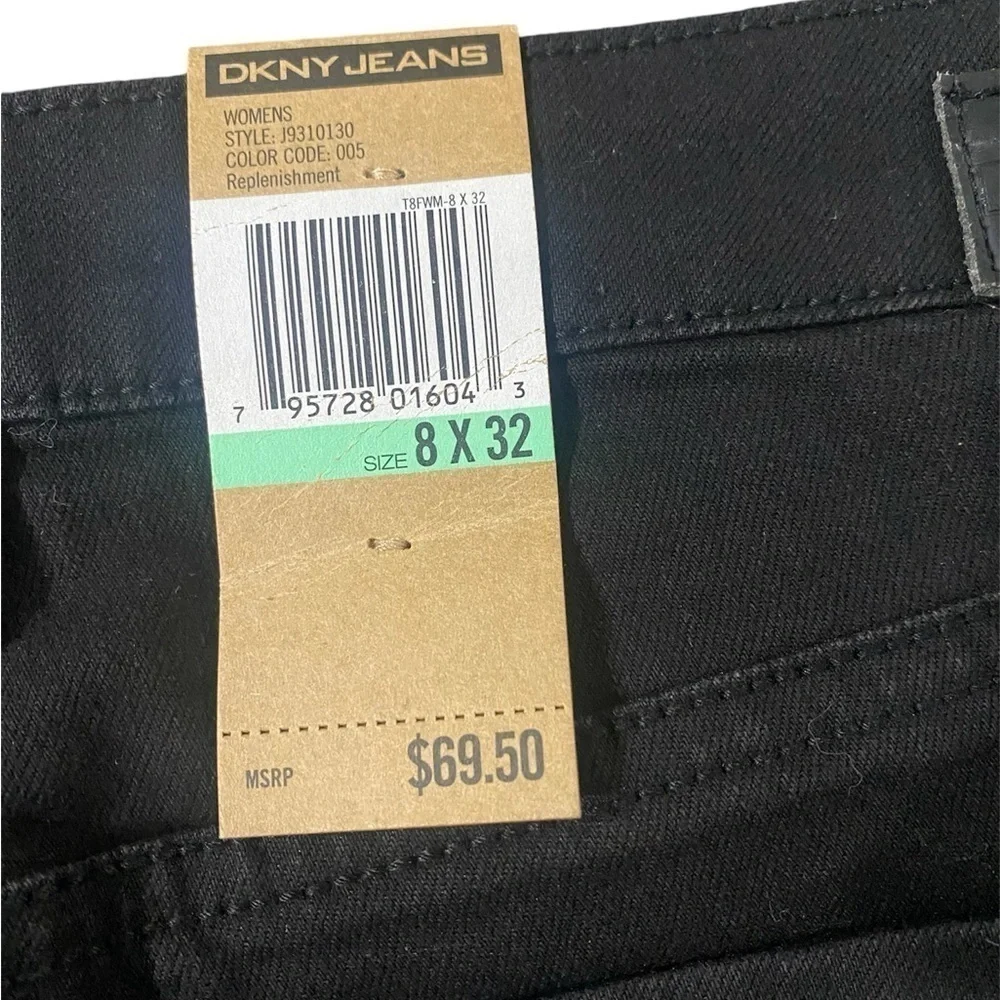 DKNY JEANS
WOMENS
STYLE: J9310130
COLOR CODE: 005
Replenishment
T8FWM-8 X 32
7 95728 01604 3
SIZE 8 X 32
MSRP $69.50